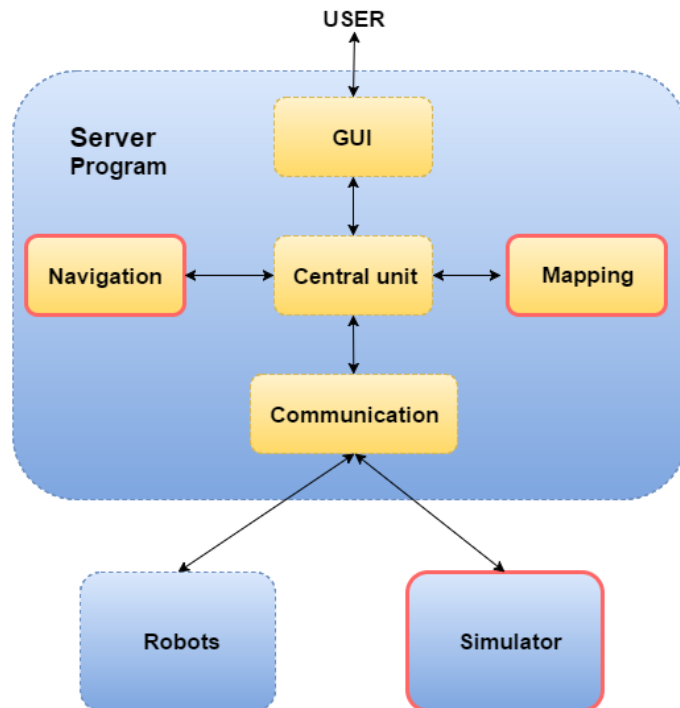 USER
GUI
Server
Program
Navigation
Central unit
Mapping
Communication
Robots
Simulator